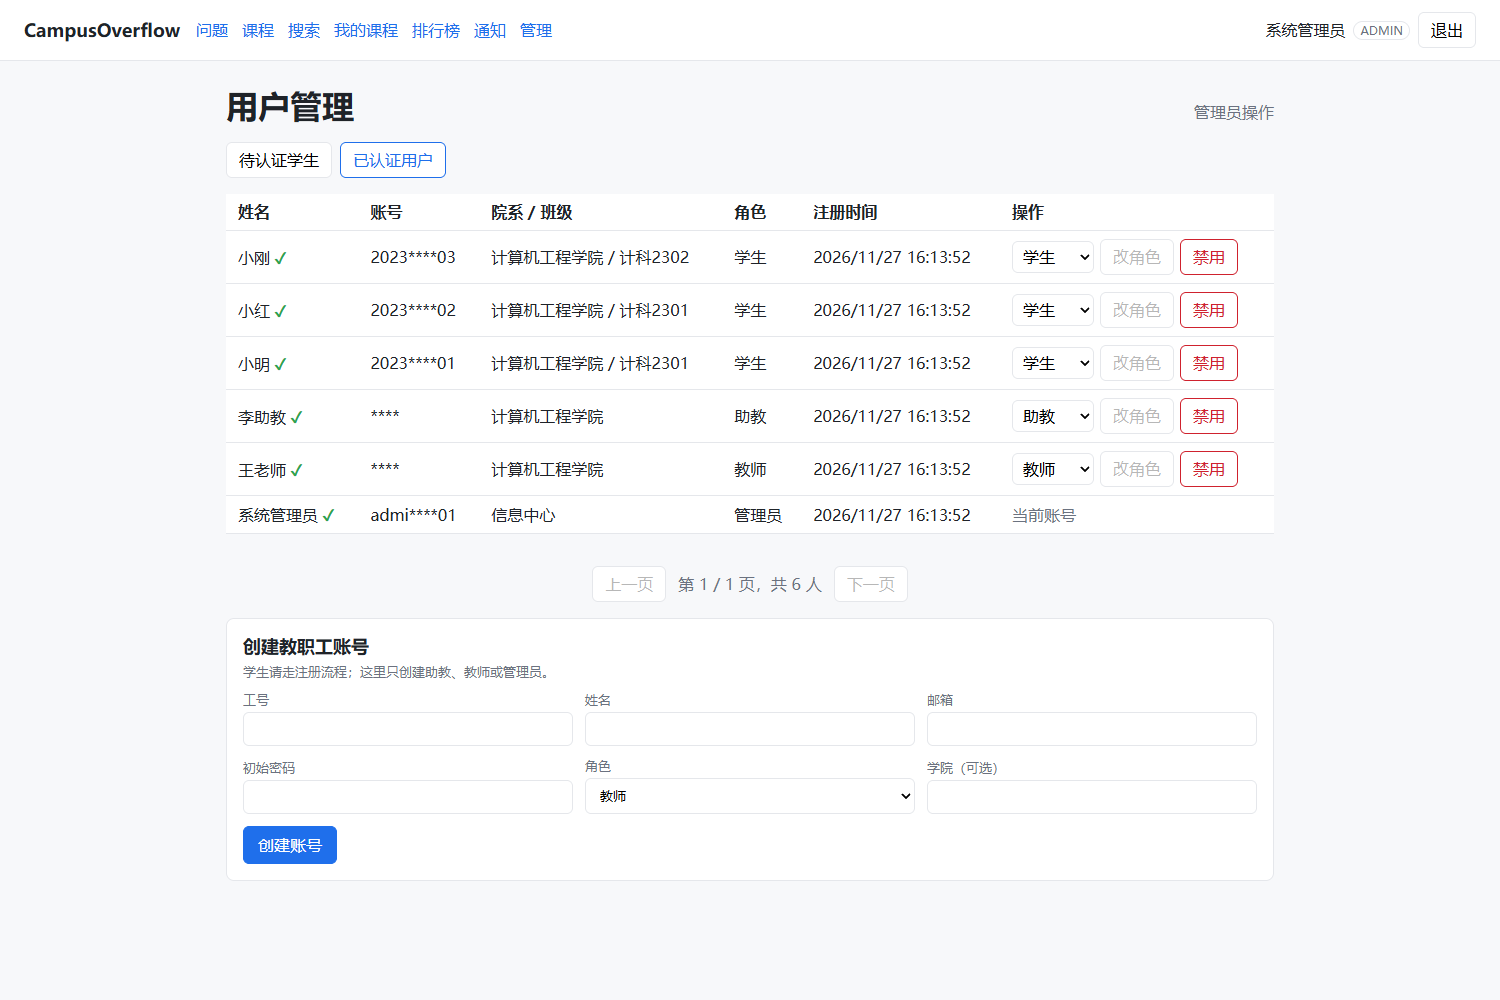 CampusOverflow 问题 课程 搜索 我的课程 排行榜 通知 管理 系统管理员 ADMIN 退出
用户管理 管理员操作
待认证学生 已认证用户
姓名 账号 院系 / 班级 角色 注册时间 操作
小刚 ✓ 2023****03 计算机工程学院 / 计科2302 学生 2026/11/27 16:13:52 学生 改角色 禁用
小红 ✓ 2023****02 计算机工程学院 / 计科2301 学生 2026/11/27 16:13:52 学生 改角色 禁用
小明 ✓ 2023****01 计算机工程学院 / 计科2301 学生 2026/11/27 16:13:52 学生 改角色 禁用
李助教 ✓ **** 计算机工程学院 助教 2026/11/27 16:13:52 助教 改角色 禁用
王老师 ✓ **** 计算机工程学院 教师 2026/11/27 16:13:52 教师 改角色 禁用
系统管理员 ✓ admi****01 信息中心 管理员 2026/11/27 16:13:52 当前账号
上一页 第 1 / 1 页，共 6 人 下一页
创建教职工账号
学生请走注册流程；这里只创建助教、教师或管理员。
工号 姓名 邮箱
初始密码 角色 学院（可选）
教师
创建账号